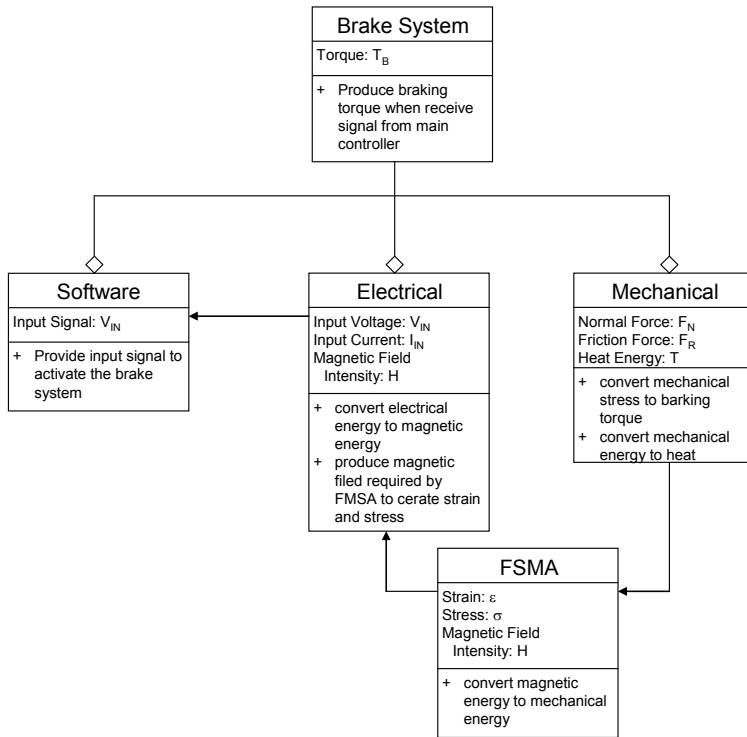 Brake System
Torque: T_B
+ Produce braking
torque when receive
signal from main
controller
Software
Input Signal: V_IN
+ Provide input signal to
activate the brake
system
Electrical
Input Voltage: V_IN
Input Current: I_IN
Magnetic Field
Intensity: H
+ convert electrical
energy to magnetic
energy
+ produce magnetic
filed required by
FMSA to cerate strain
and stress
Mechanical
Normal Force: F_N
Friction Force: F_R
Heat Energy: T
+ convert mechanical
stress to barking
torque
+ convert mechanical
energy to heat
FSMA
Strain: ε
Stress: σ
Magnetic Field
Intensity: H
+ convert magnetic
energy to mechanical
energy